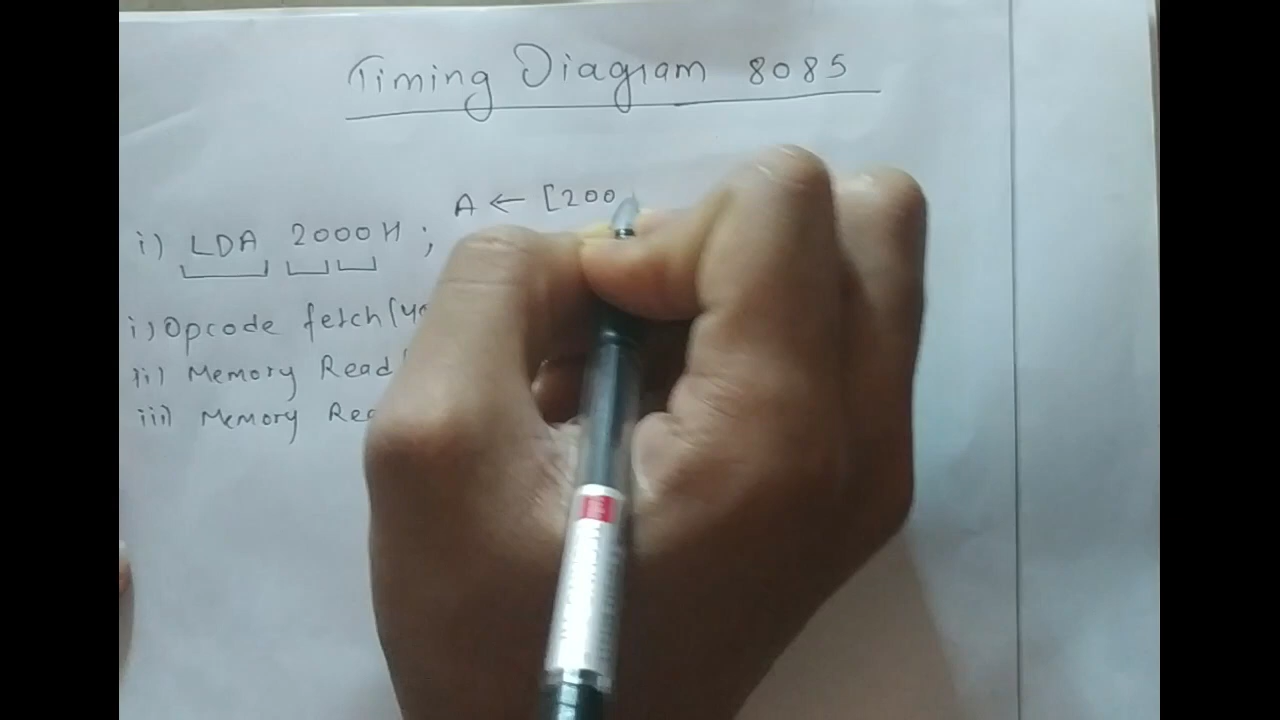 Timing Diagram 8085
A ← [200
i) LDA 2000H ;
i) Opcode fetch (4
ii) Memory Read
iii) Memory